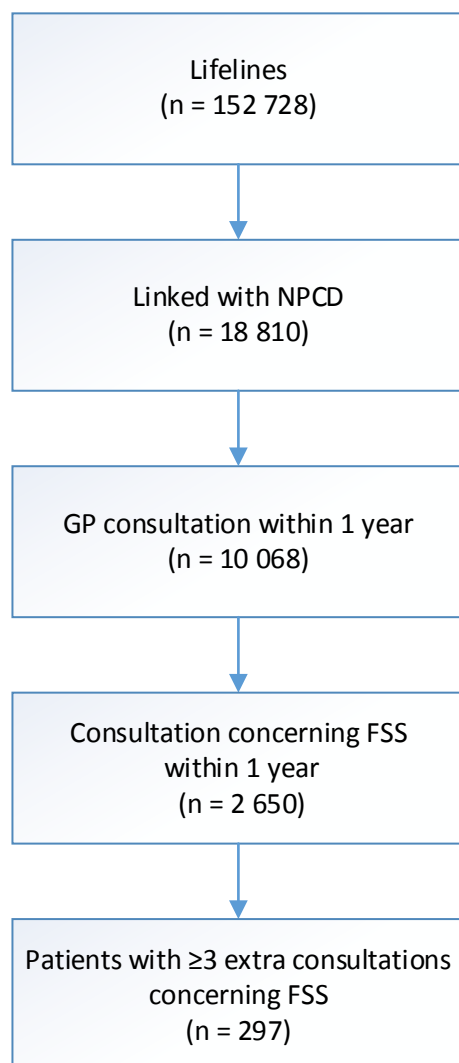 Lifelines
(n = 152 728)
Linked with NPCD
(n = 18 810)
GP consultation within 1 year
(n = 10 068)
Consultation concerning FSS
within 1 year
(n = 2 650)
Patients with ≥3 extra consultations
concerning FSS
(n = 297)